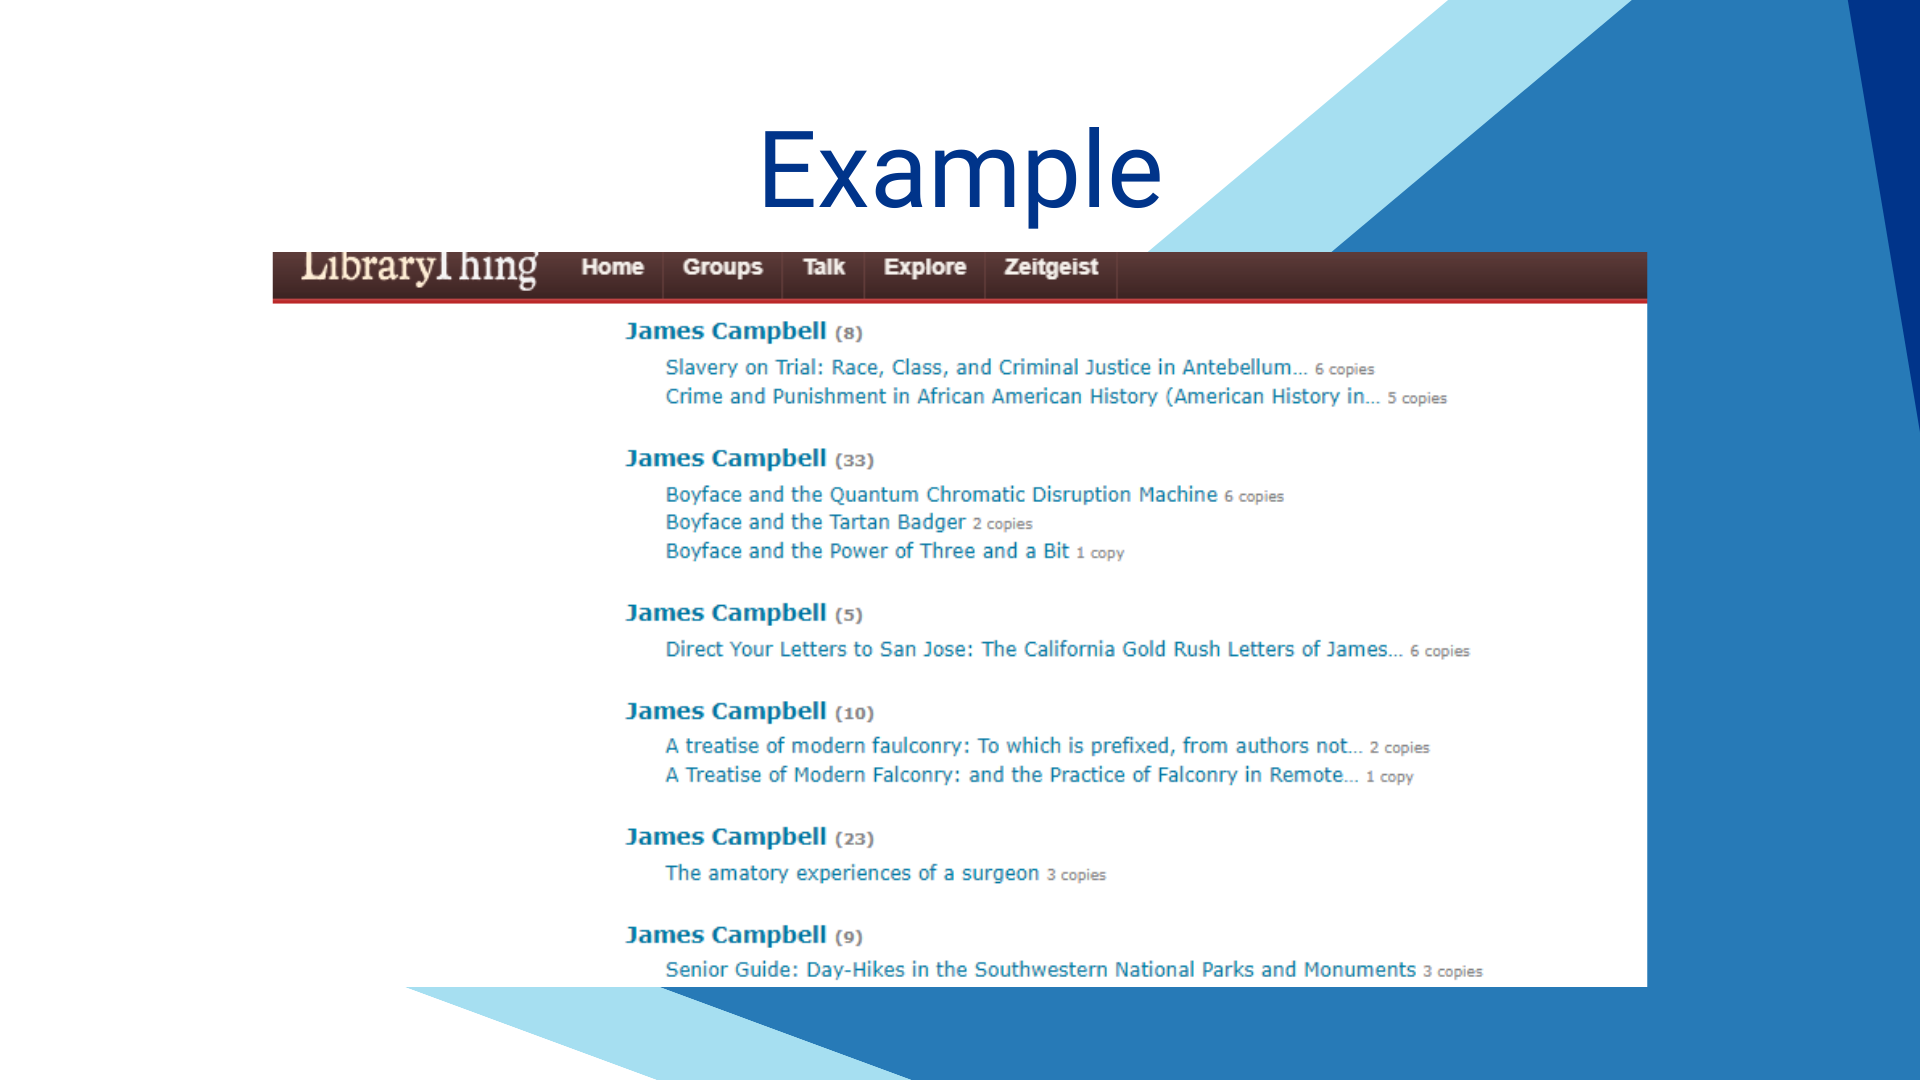 Example
LibraryThing Home Groups Talk Explore Zeitgeist
James Campbell (8)
Slavery on Trial: Race, Class, and Criminal Justice in Antebellum... 6 copies
Crime and Punishment in African American History (American History in... 5 copies
James Campbell (33)
Boyface and the Quantum Chromatic Disruption Machine 6 copies
Boyface and the Tartan Badger 2 copies
Boyface and the Power of Three and a Bit 1 copy
James Campbell (5)
Direct Your Letters to San Jose: The California Gold Rush Letters of James... 6 copies
James Campbell (10)
A treatise of modern faulconry: To which is prefixed, from authors not... 2 copies
A Treatise of Modern Falconry: and the Practice of Falconry in Remote... 1 copy
James Campbell (23)
The amatory experiences of a surgeon 3 copies
James Campbell (9)
Senior Guide: Day-Hikes in the Southwestern National Parks and Monuments 3 copies